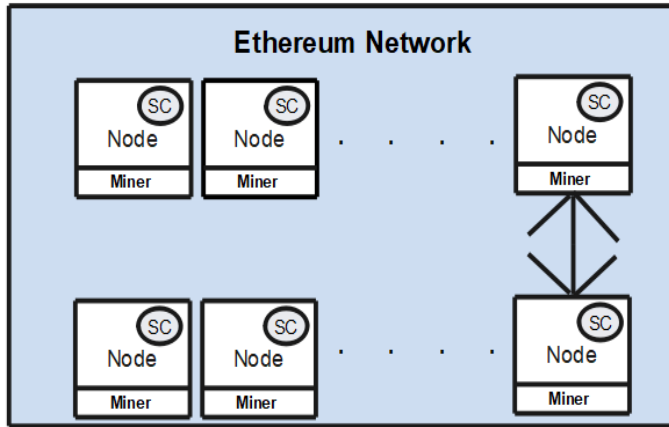 Ethereum Network
SC SC SC
Node Node . . . . Node
Miner Miner Miner
SC SC SC
Node Node . . . . Node
Miner Miner Miner